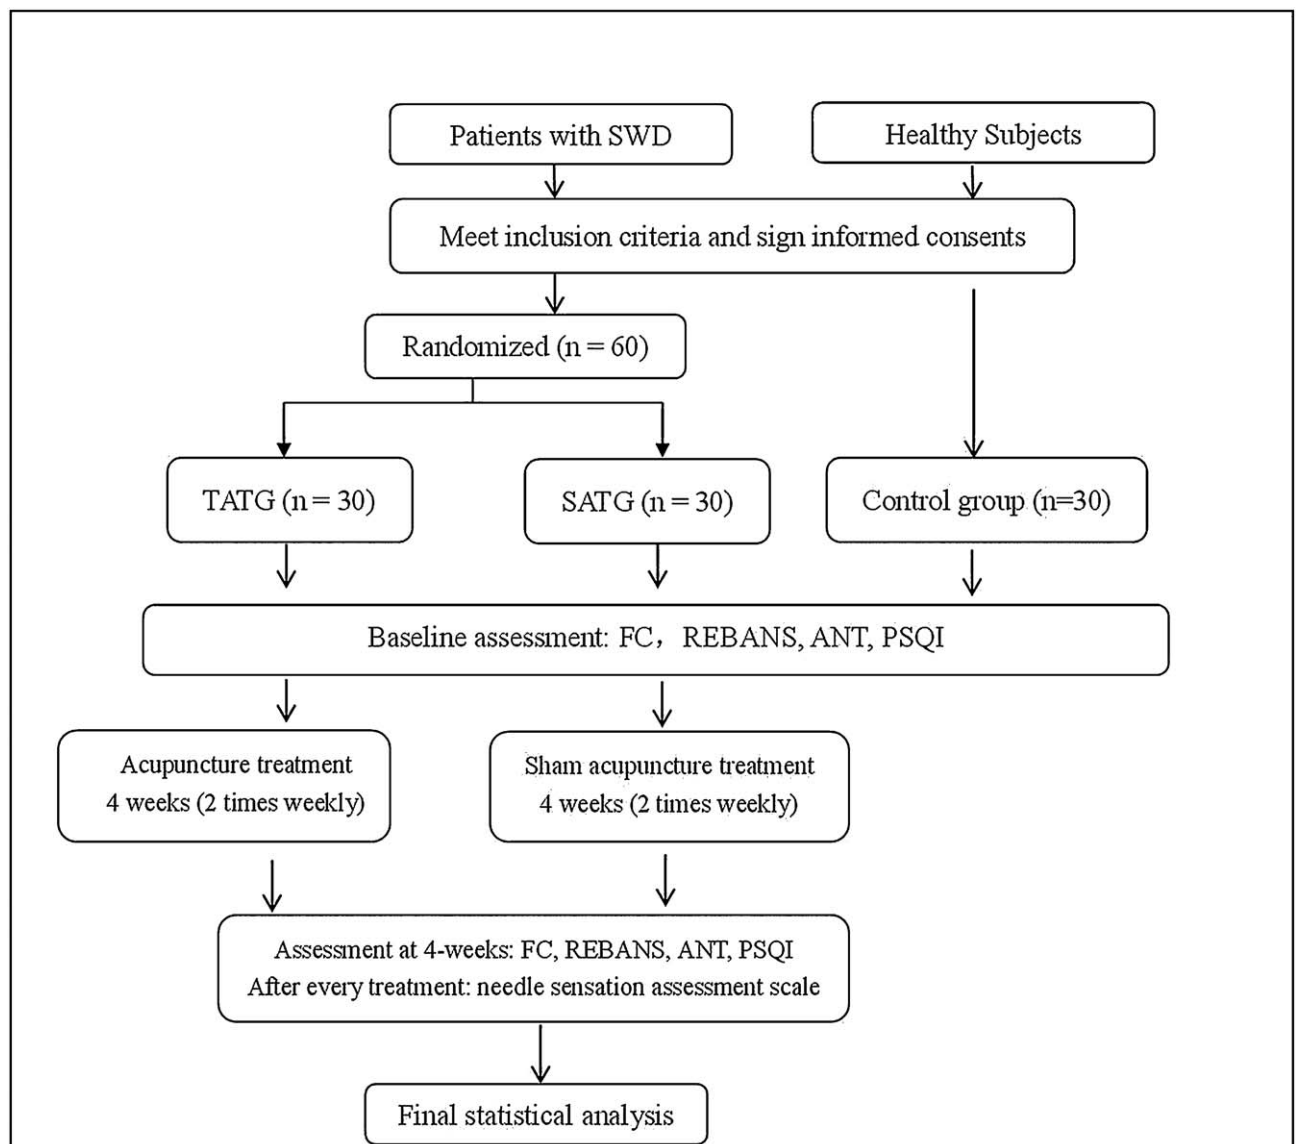 Patients with SWD
Healthy Subjects
Meet inclusion criteria and sign informed consents
Randomized (n = 60)
TATG (n = 30)
SATG (n = 30)
Control group (n=30)
Baseline assessment: FC，REBANS, ANT, PSQI
Acupuncture treatment
4 weeks (2 times weekly)
Sham acupuncture treatment
4 weeks (2 times weekly)
Assessment at 4-weeks: FC, REBANS, ANT, PSQI
After every treatment: needle sensation assessment scale
Final statistical analysis